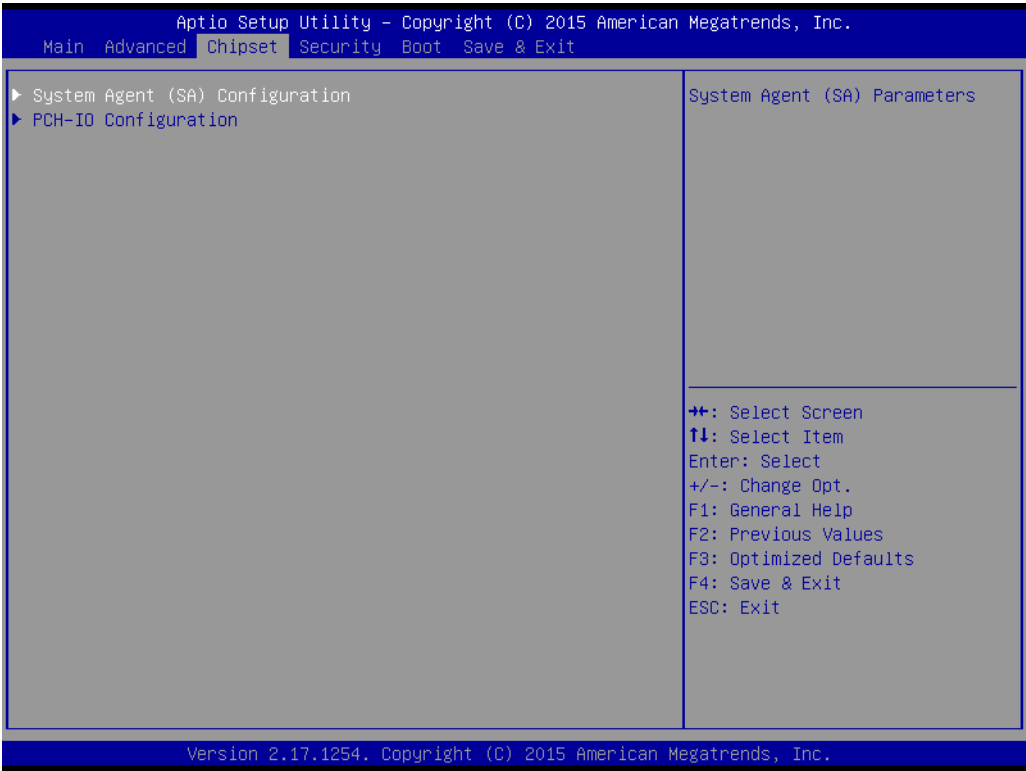 Aptio Setup Utility – Copyright (C) 2015 American Megatrends, Inc.
Main Advanced Chipset Security Boot Save & Exit
▶ System Agent (SA) Configuration
▶ PCH-IO Configuration
System Agent (SA) Parameters
→←: Select Screen
↑↓: Select Item
Enter: Select
+/-: Change Opt.
F1: General Help
F2: Previous Values
F3: Optimized Defaults
F4: Save & Exit
ESC: Exit
Version 2.17.1254. Copyright (C) 2015 American Megatrends, Inc.